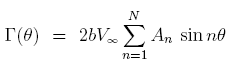 Γ(θ) = 2bV∞ ∑_{n=1}^{N} A_n sin nθ